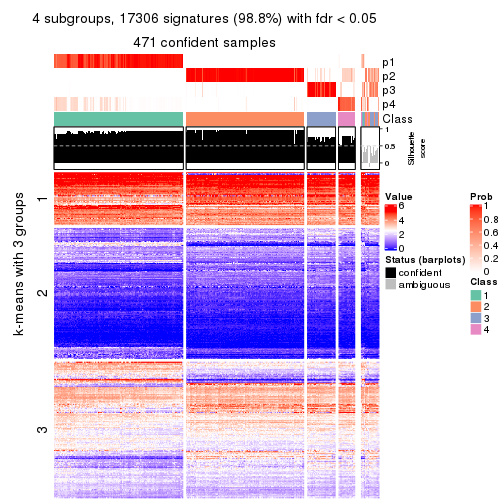 4 subgroups, 17306 signatures (98.8%) with fdr < 0.05
471 confident samples
p1
p2
p3
p4
Class
1
0.5
0
Silhouette
score
k-means with 3 groups
1
2
3
Value
6
4
2
0
Status (barplots)
confident
ambiguous
Prob
1
0.8
0.6
0.4
0.2
0
Class
1
2
3
4